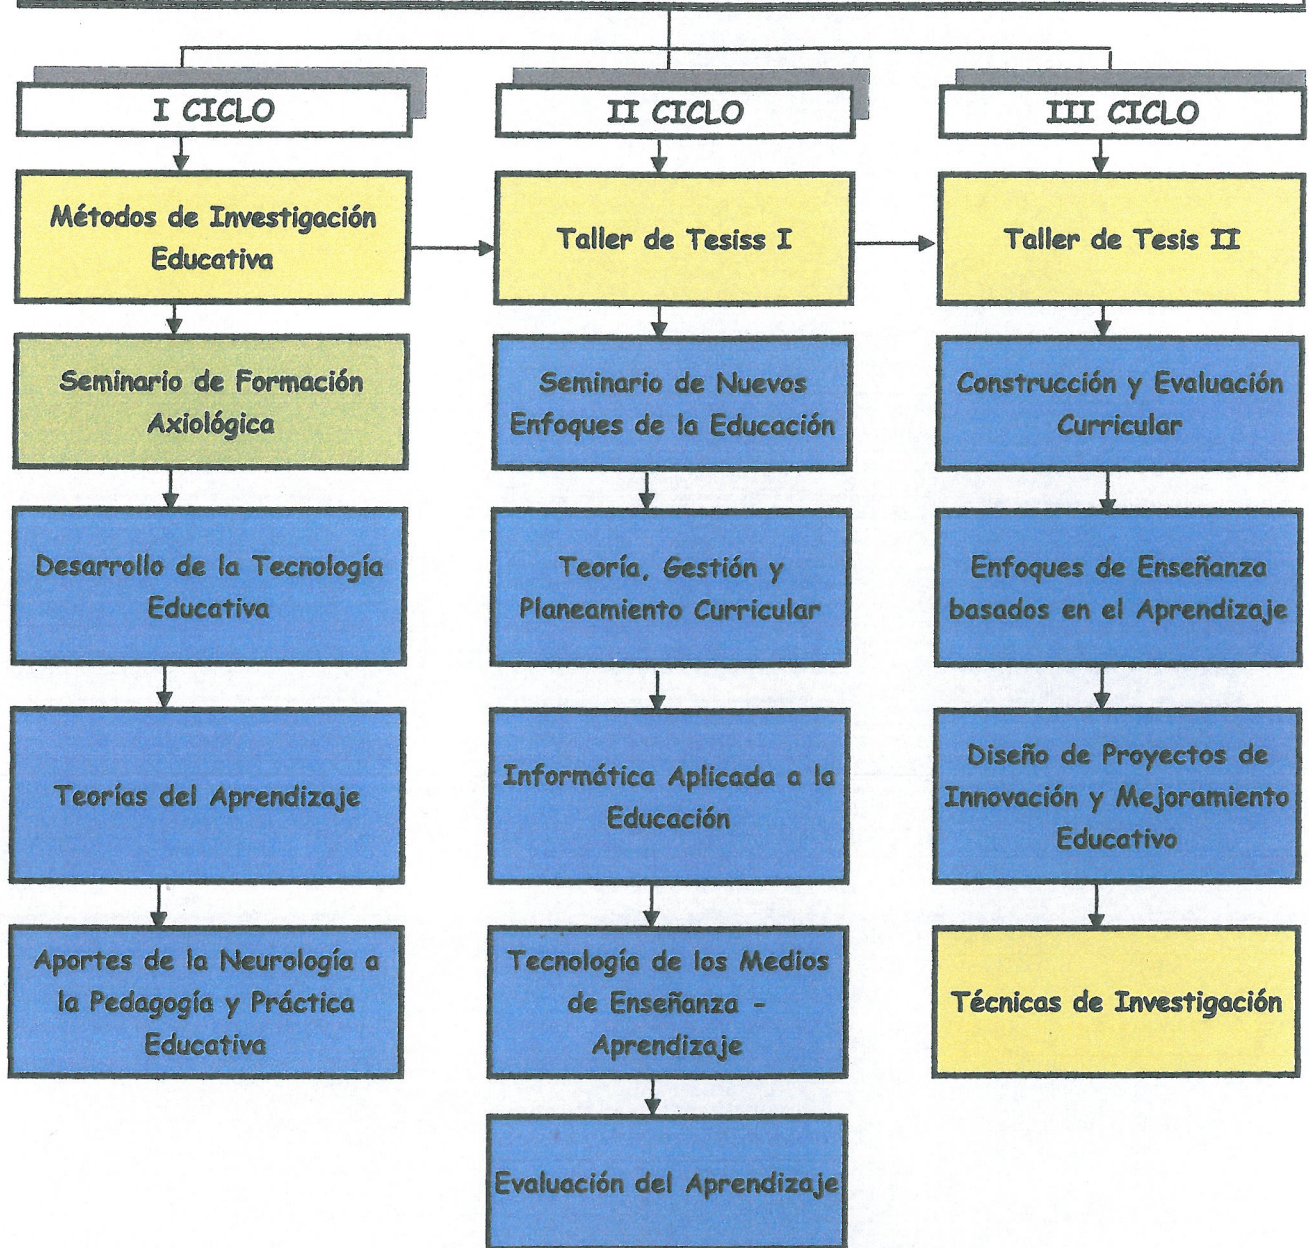 I CICLO
II CICLO
III CICLO
Métodos de Investigación
Educativa
Taller de Tesiss I
Taller de Tesis II
Seminario de Formación
Axiológica
Seminario de Nuevos
Enfoques de la Educación
Construcción y Evaluación
Curricular
Desarrollo de la Tecnología
Educativa
Teoría, Gestión y
Planeamiento Curricular
Enfoques de Enseñanza
basados en el Aprendizaje
Teorías del Aprendizaje
Informática Aplicada a la
Educación
Diseño de Proyectos de
Innovación y Mejoramiento
Educativo
Aportes de la Neurología a
la Pedagogía y Práctica
Educativa
Tecnología de los Medios
de Enseñanza -
Aprendizaje
Técnicas de Investigación
Evaluación del Aprendizaje